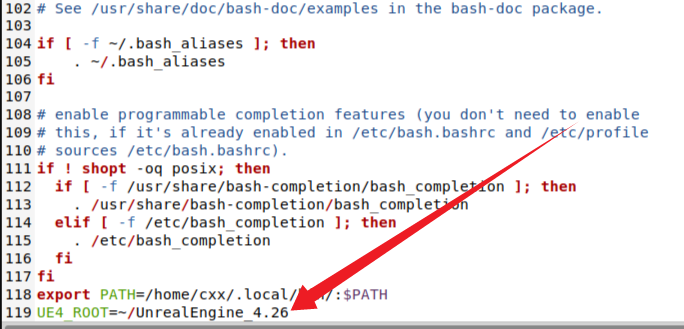 102 # See /usr/share/doc/bash-doc/examples in the bash-doc package.
103
104 if [ -f ~/.bash_aliases ]; then
105     . ~/.bash_aliases
106 fi
107
108 # enable programmable completion features (you don't need to enable
109 # this, if it's already enabled in /etc/bash.bashrc and /etc/profile
110 # sources /etc/bash.bashrc).
111 if ! shopt -oq posix; then
112   if [ -f /usr/share/bash-completion/bash_completion ]; then
113     . /usr/share/bash-completion/bash_completion
114   elif [ -f /etc/bash_completion ]; then
115     . /etc/bash_completion
116   fi
117 fi
118 export PATH=/home/cxx/.local/ :$PATH
119 UE4_ROOT=~/UnrealEngine_4.26